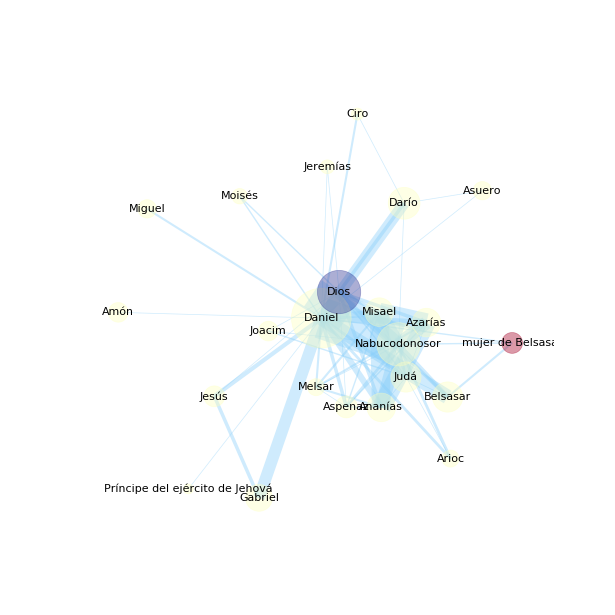 Ciro
Jeremías
Asuero
Moisés
Darío
Miguel
Dios
Amón
Misael
Daniel
Azarías
Joacim
Nabucodonosor
mujer de Belsasa
Judá
Melsar
Jesús
Belsasar
Aspenaz
Ananías
Arioc
Príncipe del ejército de Jehová
Gabriel